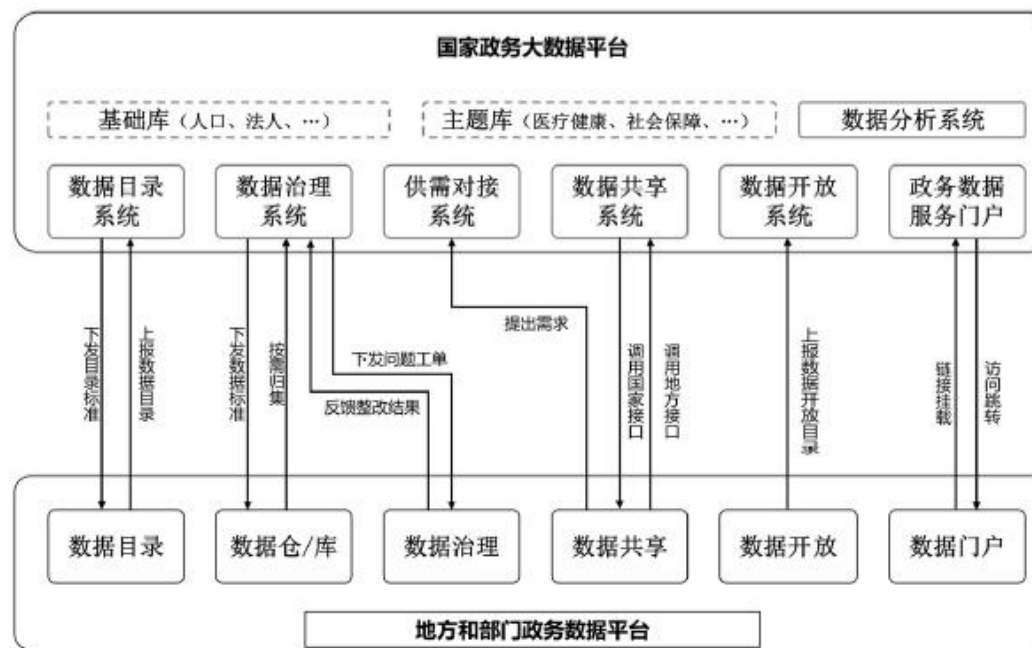 国家政务大数据平台
基础库（人口、法人、…）
主题库（医疗健康、社会保障、…）
数据分析系统
数据目录
系统
数据治理
系统
供需对接
系统
数据共享
系统
数据开放
系统
政务数据
服务门户
下发目录标准
上报数据目录
下发数据标准
按需归集
下发问题工单
反馈整改结果
提出需求
调用国家接口
调用地方接口
上报数据开放目录
链接挂载
访问跳转
数据目录
数据仓/库
数据治理
数据共享
数据开放
数据门户
地方和部门政务数据平台